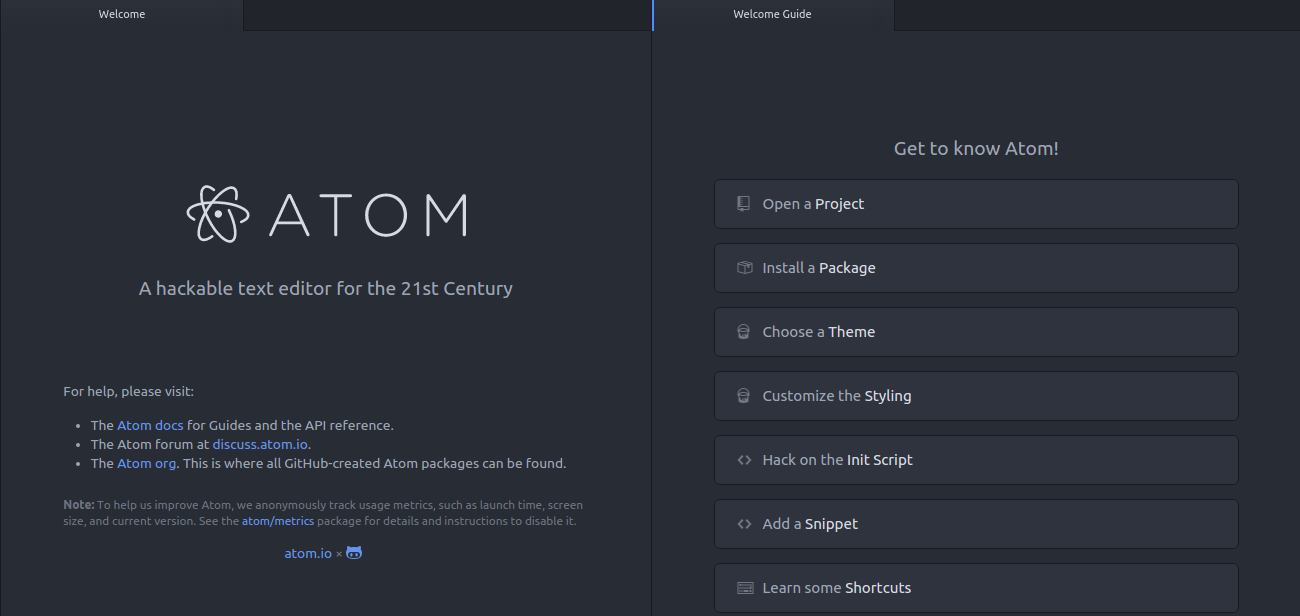 Welcome
Welcome Guide
ATOM
A hackable text editor for the 21st Century
For help, please visit:
• The Atom docs for Guides and the API reference.
• The Atom forum at discuss.atom.io.
• The Atom org. This is where all GitHub-created Atom packages can be found.
Note: To help us improve Atom, we anonymously track usage metrics, such as launch time, screen
size, and current version. See the atom/metrics package for details and instructions to disable it.
atom.io ×
Get to know Atom!
Open a Project
Install a Package
Choose a Theme
Customize the Styling
Hack on the Init Script
Add a Snippet
Learn some Shortcuts